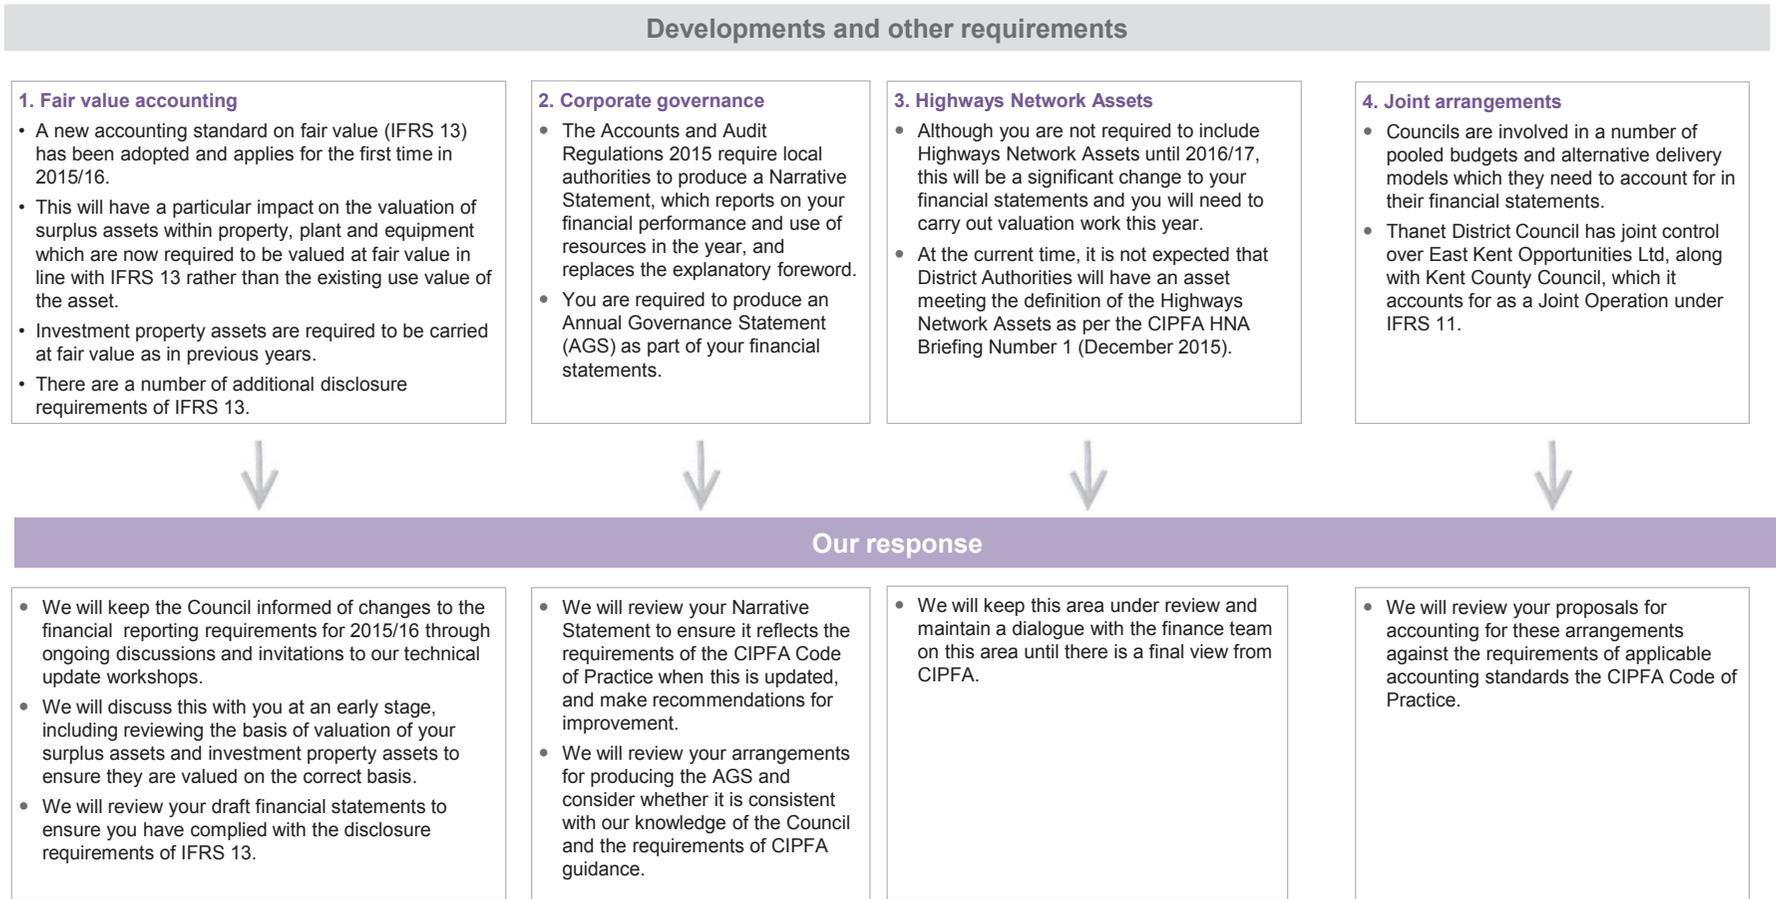 Developments and other requirements
1. Fair value accounting
• A new accounting standard on fair value (IFRS 13)
has been adopted and applies for the first time in
2015/16.
• This will have a particular impact on the valuation of
surplus assets within property, plant and equipment
which are now required to be valued at fair value in
line with IFRS 13 rather than the existing use value of
the asset.
• Investment property assets are required to be carried
at fair value as in previous years.
• There are a number of additional disclosure
requirements of IFRS 13.
2. Corporate governance
• The Accounts and Audit
Regulations 2015 require local
authorities to produce a Narrative
Statement, which reports on your
financial performance and use of
resources in the year, and
replaces the explanatory foreword.
• You are required to produce an
Annual Governance Statement
(AGS) as part of your financial
statements.
3. Highways Network Assets
• Although you are not required to include
Highways Network Assets until 2016/17,
this will be a significant change to your
financial statements and you will need to
carry out valuation work this year.
• At the current time, it is not expected that
District Authorities will have an asset
meeting the definition of the Highways
Network Assets as per the CIPFA HNA
Briefing Number 1 (December 2015).
4. Joint arrangements
• Councils are involved in a number of
pooled budgets and alternative delivery
models which they need to account for in
their financial statements.
• Thanet District Council has joint control
over East Kent Opportunities Ltd, along
with Kent County Council, which it
accounts for as a Joint Operation under
IFRS 11.
Our response
• We will keep the Council informed of changes to the
financial reporting requirements for 2015/16 through
ongoing discussions and invitations to our technical
update workshops.
• We will discuss this with you at an early stage,
including reviewing the basis of valuation of your
surplus assets and investment property assets to
ensure they are valued on the correct basis.
• We will review your draft financial statements to
ensure you have complied with the disclosure
requirements of IFRS 13.
• We will review your Narrative
Statement to ensure it reflects the
requirements of the CIPFA Code
of Practice when this is updated,
and make recommendations for
improvement.
• We will review your arrangements
for producing the AGS and
consider whether it is consistent
with our knowledge of the Council
and the requirements of CIPFA
guidance.
• We will keep this area under review and
maintain a dialogue with the finance team
on this area until there is a final view from
CIPFA.
• We will review your proposals for
accounting for these arrangements
against the requirements of applicable
accounting standards the CIPFA Code of
Practice.